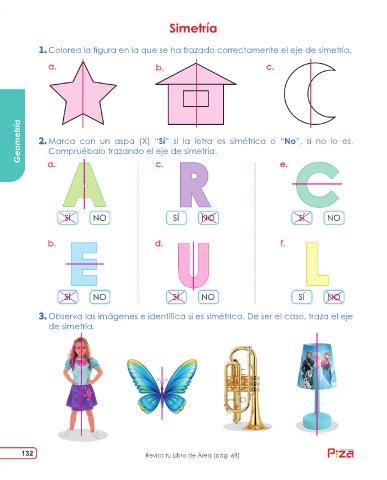 Simetría
1. Colorea la figura en la que se ha trazado correctamente el eje de simetría.
a. b. c.
Geometría
2. Marca con un aspa (X) "Sí" si la letra es simétrica o "No", si no lo es.
Compruébalo trazando el eje de simetría.
a. c. e.
A R C
SÍ NO SÍ NO SÍ NO
b. d. f.
E U L
SÍ NO SÍ NO SÍ NO
3. Observa las imágenes e identifica si es simétrica. De ser el caso, traza el eje
de simetría.
132
Revisa tu Libro de Área (pág. 68)
Pizá